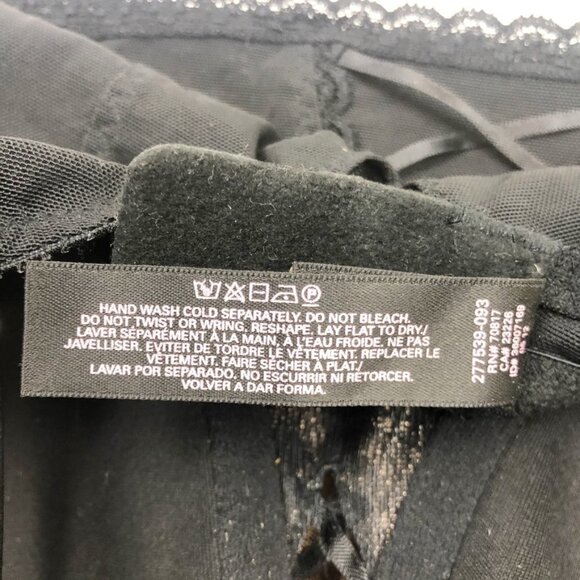 HAND WASH COLD SEPARATELY. DO NOT BLEACH.
DO NOT TWIST OR WRING. RESHAPE. LAY FLAT TO DRY./
LAVER SÉPARÉMENT À LA MAIN, À L'EAU FROIDE. NE PAS
JAVELLISER. ÉVITER DE TORDRE LE VÊTEMENT. REPLACER LE
VÊTEMENT. FAIRE SÉCHER À PLAT./
LAVAR POR SEPARADO. NO ESCURRIR NI RETORCER.
VOLVER A DAR FORMA.
277539-093
RN# 70817
CA# 23226